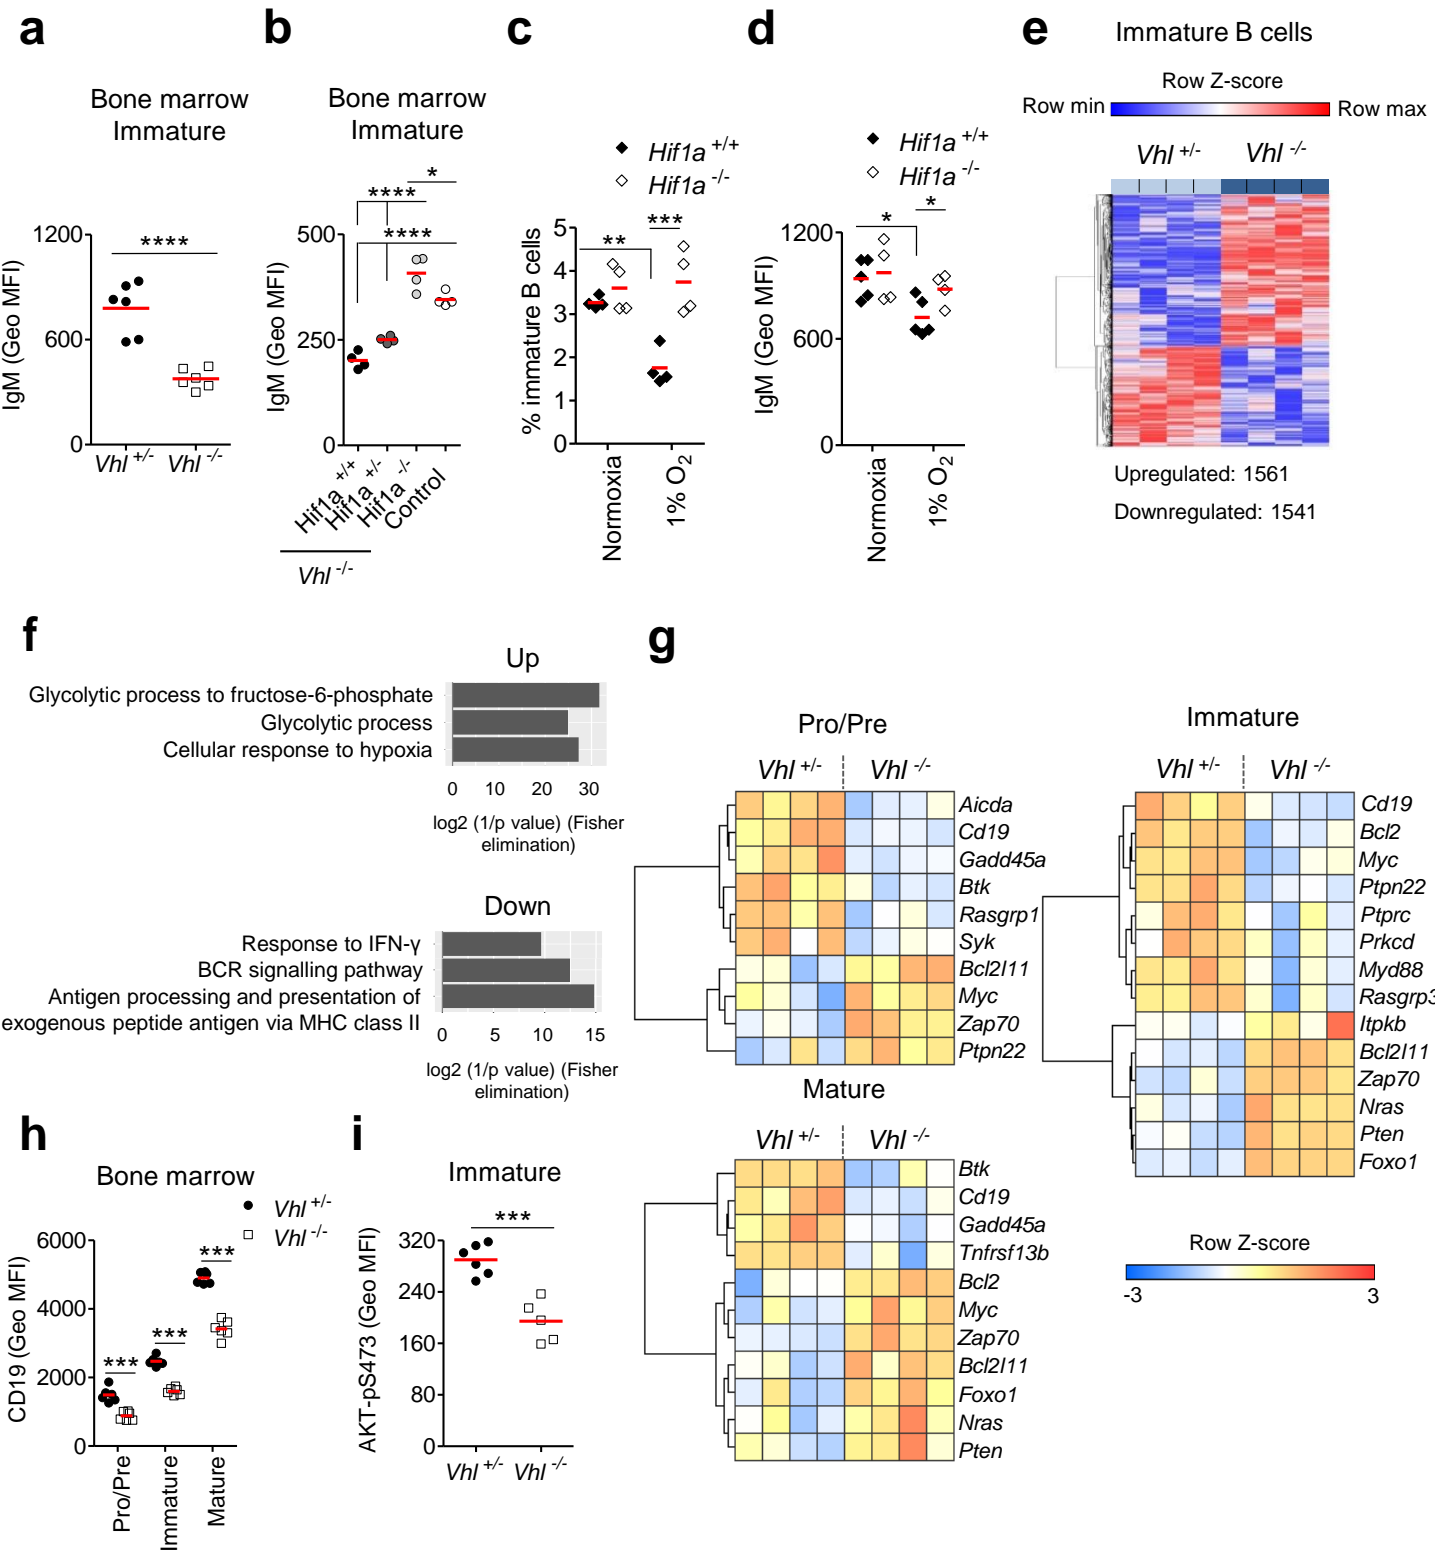 a
Bone marrow
Immature
IgM (Geo MFI)
1200
600
0
****
Vhl +/-
Vhl -/-
b
Bone marrow
Immature
IgM (Geo MFI)
500
250
0
*
****
****
Hif1a +/+
Hif1a +/-
Hif1a -/-
Control
Vhl -/-
c
Hif1a +/+
Hif1a -/-
% immature B cells
5
4
3
2
1
0
**
***
Normoxia
1% O2
d
Hif1a +/+
Hif1a -/-
IgM (Geo MFI)
1200
600
0
*
*
Normoxia
1% O2
e
Immature B cells
Row Z-score
Row min
Row max
Vhl +/-
Vhl -/-
Upregulated: 1561
Downregulated: 1541
f
Up
Glycolytic process to fructose-6-phosphate
Glycolytic process
Cellular response to hypoxia
0 10 20 30
log2 (1/p value) (Fisher
elimination)
Down
Response to IFN-γ
BCR signalling pathway
Antigen processing and presentation of
exogenous peptide antigen via MHC class II
0 5 10 15
log2 (1/p value) (Fisher
elimination)
g
Pro/Pre
Vhl +/-
Vhl -/-
Aicda
Cd19
Gadd45a
Btk
Rasgrp1
Syk
Bcl2l11
Myc
Zap70
Ptpn22
Immature
Vhl +/-
Vhl -/-
Cd19
Bcl2
Myc
Ptpn22
Ptprc
Prkcd
Myd88
Rasgrp3
Itpkb
Bcl2l11
Zap70
Nras
Pten
Foxo1
Mature
Vhl +/-
Vhl -/-
Btk
Cd19
Gadd45a
Tnfrsf13b
Bcl2
Myc
Zap70
Bcl2l11
Foxo1
Nras
Pten
Row Z-score
-3
3
h
Bone marrow
Vhl +/-
Vhl -/-
CD19 (Geo MFI)
6000
4000
2000
0
***
***
***
Pro/Pre
Immature
Mature
i
Immature
AKT-pS473 (Geo MFI)
320
240
160
80
0
***
Vhl +/-
Vhl -/-